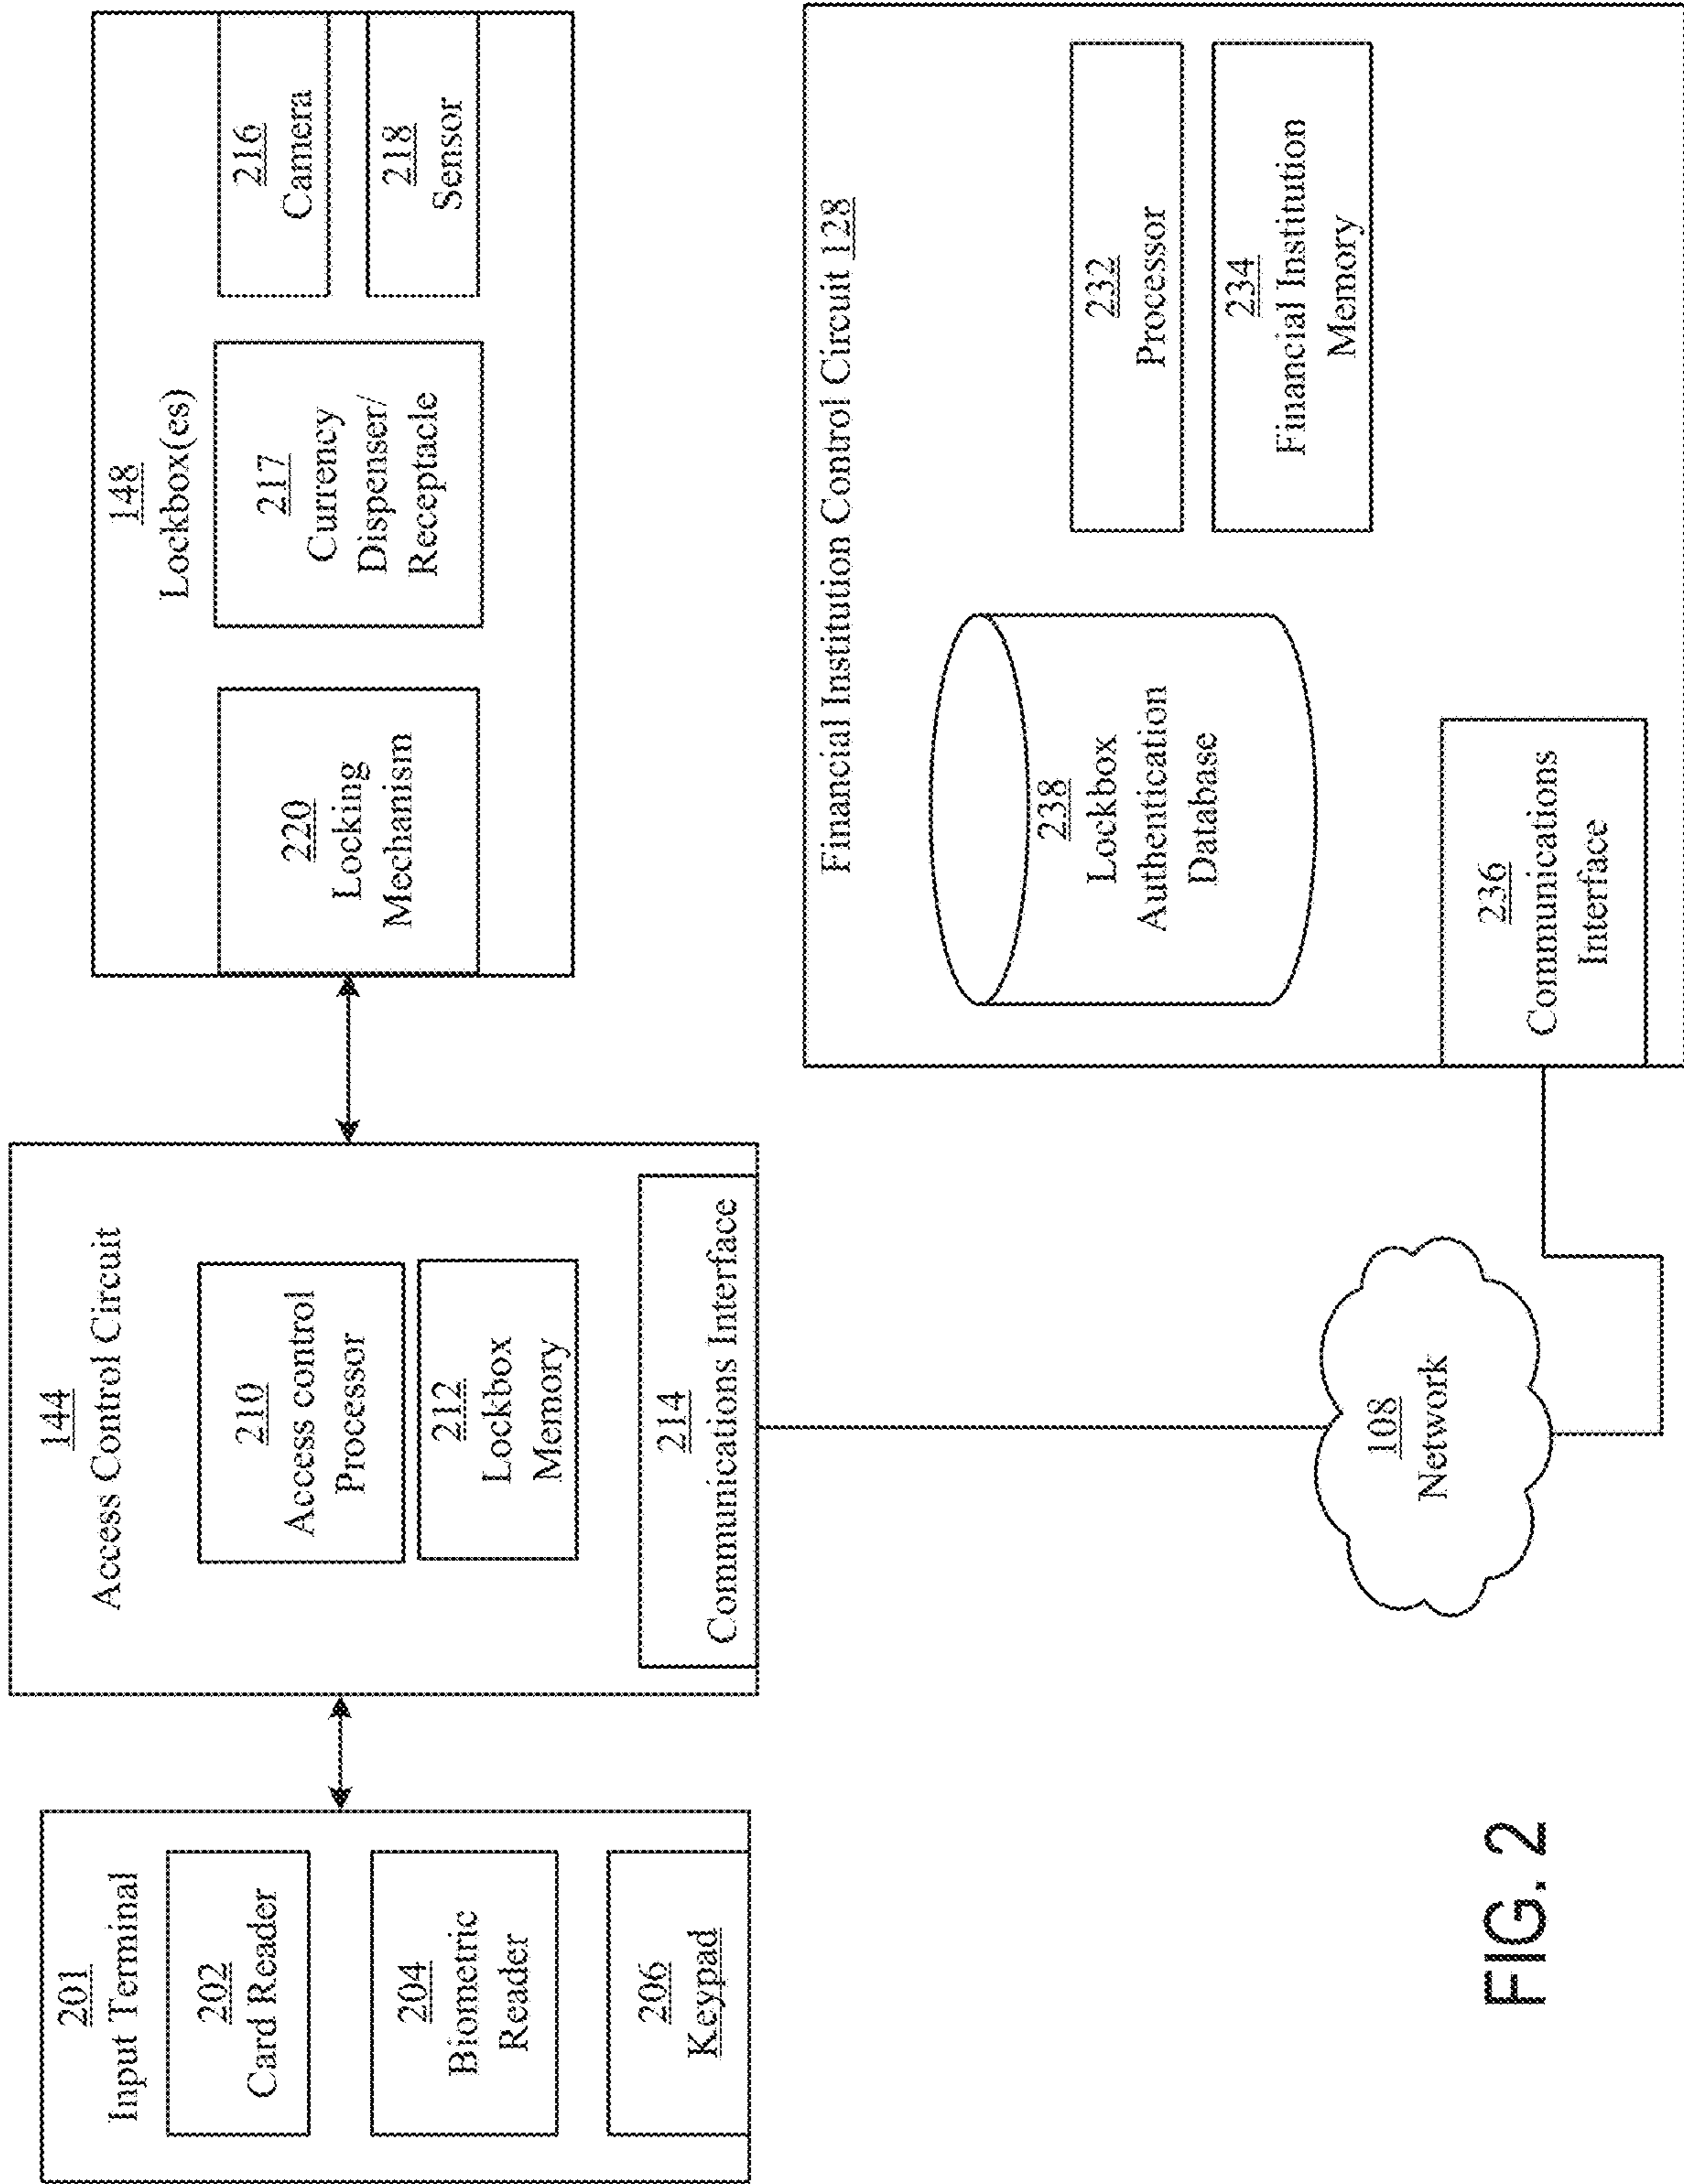 201
Input Terminal
202
Card Reader
204
Biometric
Reader
206
Keypad
144
Access Control Circuit
210
Access control
Processor
212
Lockbox
Memory
214
Communications Interface
148
Lockbox(es)
220
Locking
Mechanism
217
Currency
Dispenser/
Receptacle
216
Camera
218
Sensor
108
Network
Financial Institution Control Circuit 128
238
Lockbox
Authentication
Database
232
Processor
234
Financial Institution
Memory
236
Communications
Interface
FIG. 2